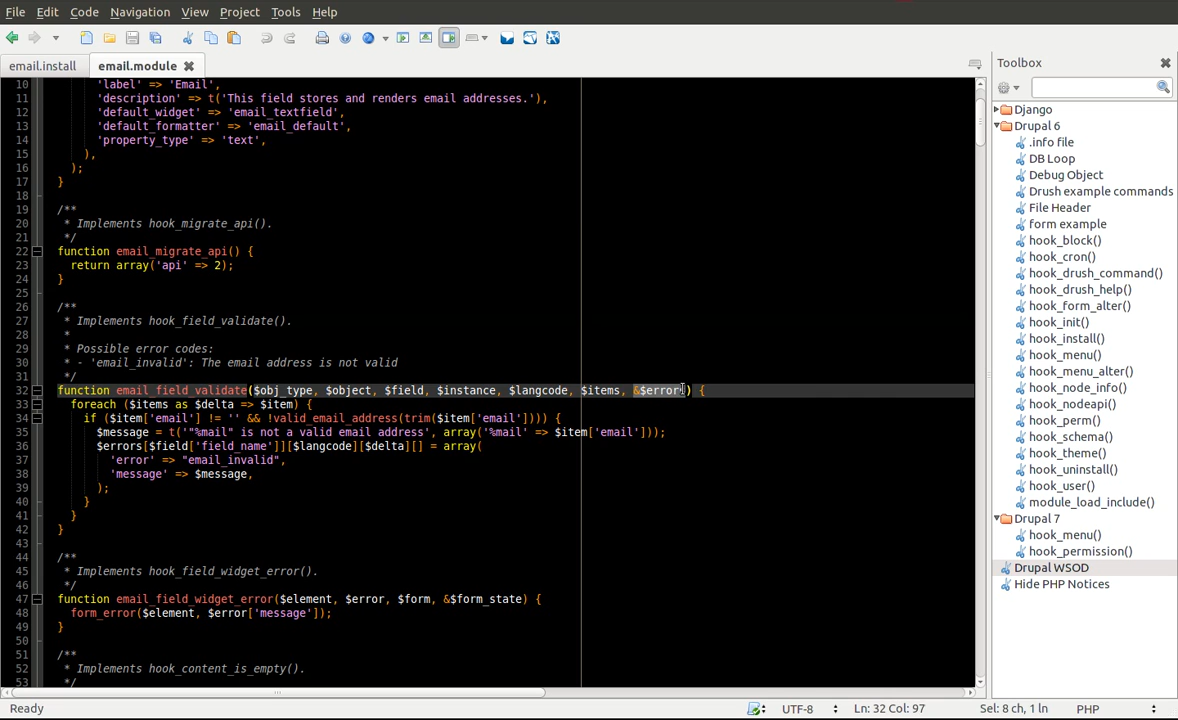 File Edit Code Navigation View Project Tools Help
email.install email.module
10 'label' => 'Email',
11 'description' => t('This field stores and renders email addresses.'),
12 'default_widget' => 'email_textfield',
13 'default_formatter' => 'email_default',
14 'property_type' => 'text',
15 ),
16 );
17 }
18
19 /**
20 * Implements hook_migrate_api().
21 */
22 function email_migrate_api() {
23 return array('api' => 2);
24 }
25
26 /**
27 * Implements hook_field_validate().
28 *
29 * Possible error codes:
30 * - 'email_invalid': The email address is not valid
31 */
32 function email_field_validate($obj_type, $object, $field, $instance, $langcode, $items, &$errors) {
33 foreach ($items as $delta => $item) {
34 if ($item['email'] != '' && !valid_email_address(trim($item['email']))) {
35 $message = t('"%mail" is not a valid email address', array('%mail' => $item['email']));
36 $errors[$field['field_name']][$langcode][$delta][] = array(
37 'error' => "email_invalid",
38 'message' => $message,
39 );
40 }
41 }
42 }
43
44 /**
45 * Implements hook_field_widget_error().
46 */
47 function email_field_widget_error($element, $error, $form, &$form_state) {
48 form_error($element, $error['message']);
49 }
50
51 /**
52 * Implements hook_content_is_empty().
53 */
Toolbox
Django
Drupal 6
.info file
DB Loop
Debug Object
Drush example commands
File Header
form example
hook_block()
hook_cron()
hook_drush_command()
hook_drush_help()
hook_form_alter()
hook_init()
hook_install()
hook_menu()
hook_menu_alter()
hook_node_info()
hook_nodeapi()
hook_perm()
hook_schema()
hook_theme()
hook_uninstall()
hook_user()
module_load_include()
Drupal 7
hook_menu()
hook_permission()
Drupal WSOD
Hide PHP Notices
Ready UTF-8 Ln: 32 Col: 97 Sel: 8 ch, 1 ln PHP